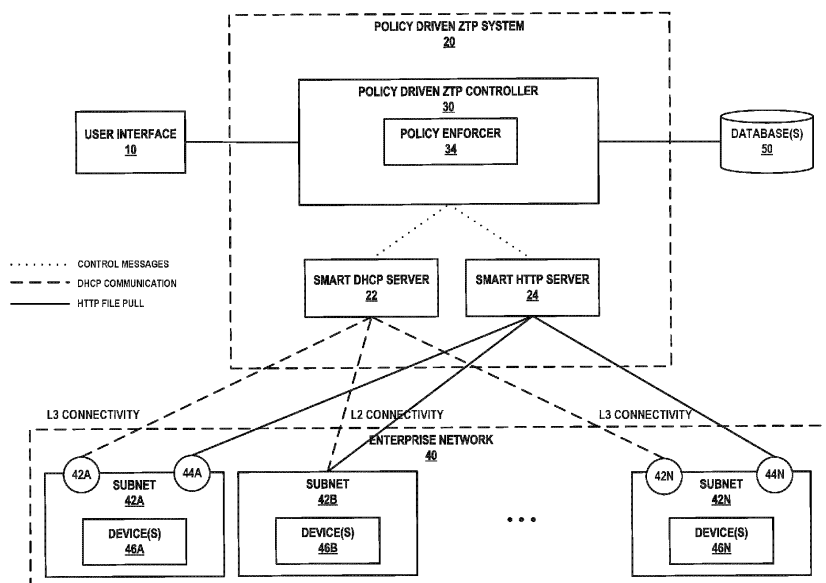 POLICY DRIVEN ZTP SYSTEM
20
POLICY DRIVEN ZTP CONTROLLER
30
POLICY ENFORCER
34
USER INTERFACE
10
DATABASE(S)
50
CONTROL MESSAGES
DHCP COMMUNICATION
HTTP FILE PULL
SMART DHCP SERVER
22
SMART HTTP SERVER
24
L3 CONNECTIVITY
L2 CONNECTIVITY
L3 CONNECTIVITY
ENTERPRISE NETWORK
40
42A
44A
SUBNET
42A
DEVICE(S)
46A
SUBNET
42B
DEVICE(S)
46B
...
42N
44N
SUBNET
42N
DEVICE(S)
46N